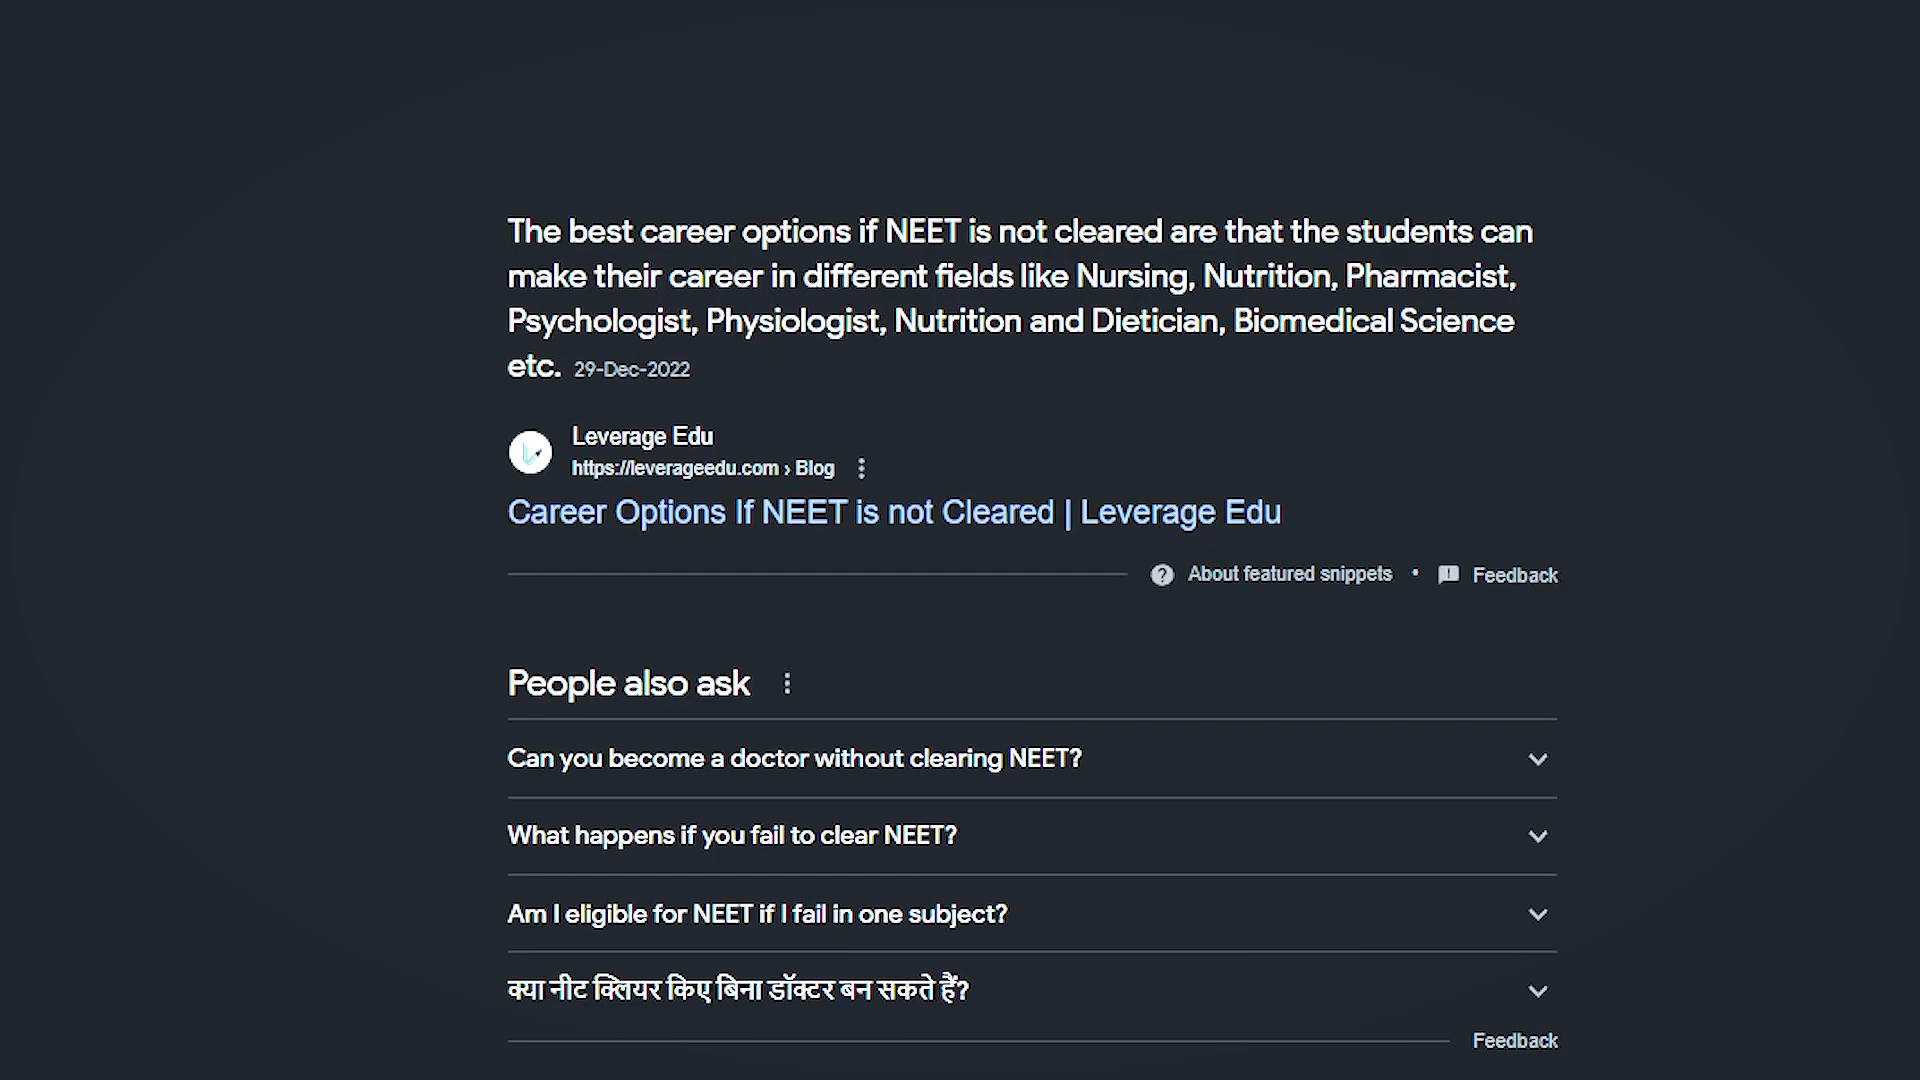 The best career options if NEET is not cleared are that the students can
make their career in different fields like Nursing, Nutrition, Pharmacist,
Psychologist, Physiologist, Nutrition and Dietician, Biomedical Science
etc. 29-Dec-2022
Leverage Edu
https://leverageedu.com › Blog
Career Options If NEET is not Cleared | Leverage Edu
About featured snippets • Feedback
People also ask
Can you become a doctor without clearing NEET?
What happens if you fail to clear NEET?
Am I eligible for NEET if I fail in one subject?
क्या नीट क्लियर किए बिना डॉक्टर बन सकते हैं?
Feedback